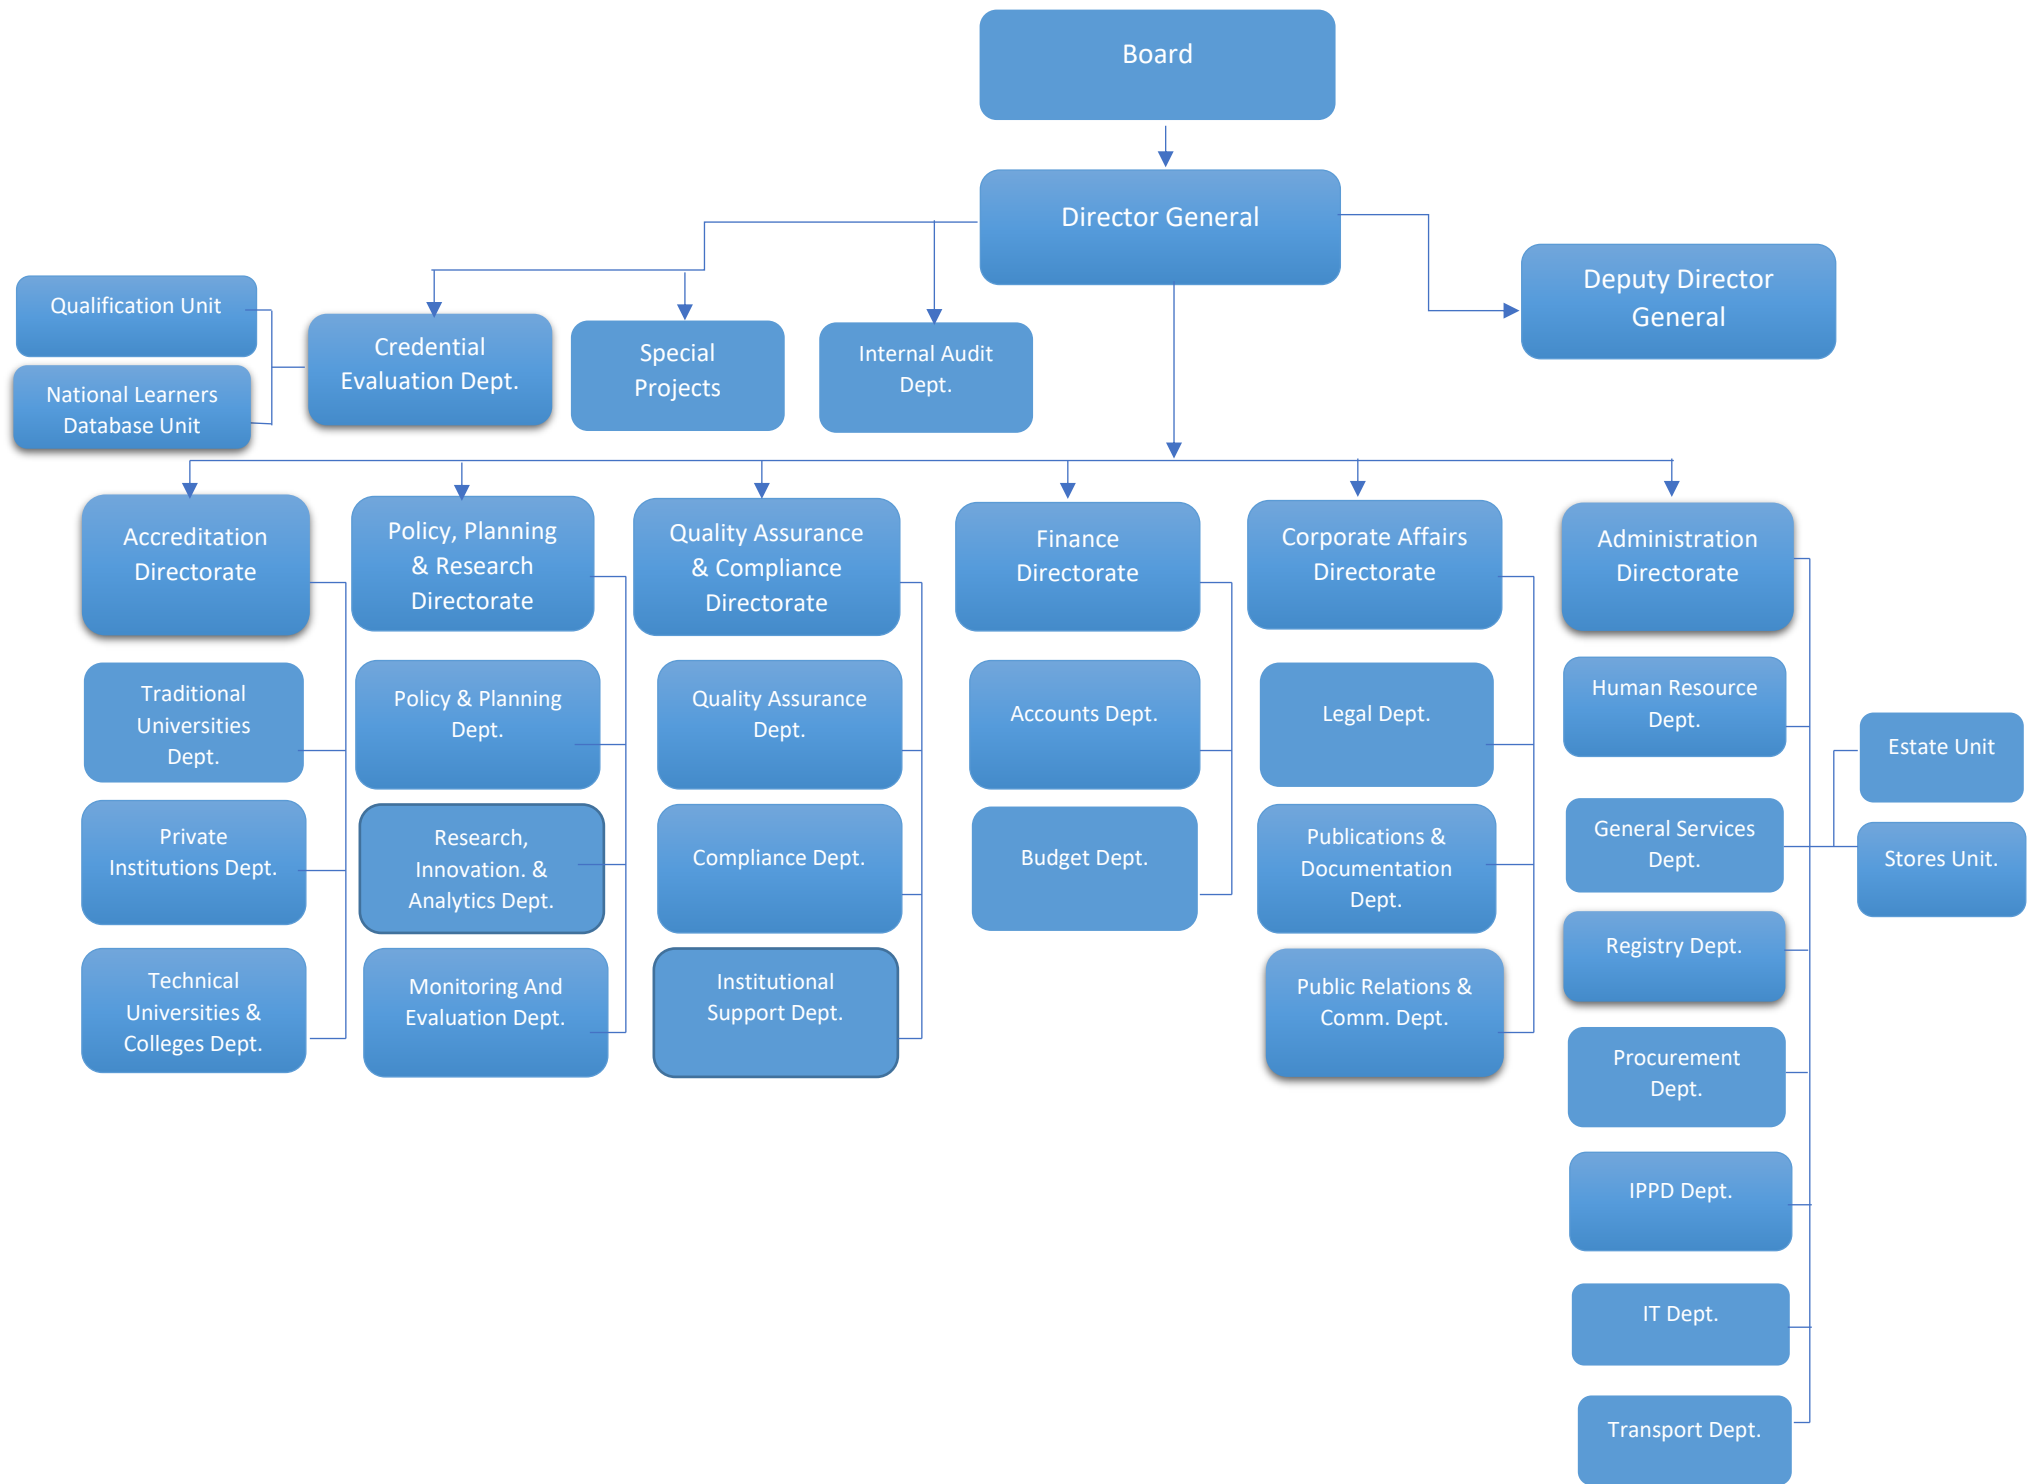 Board
Director General
Deputy Director
General
Qualification Unit
National Learners
Database Unit
Credential
Evaluation Dept.
Special
Projects
Internal Audit
Dept.
Accreditation
Directorate
Policy, Planning
& Research
Directorate
Quality Assurance
& Compliance
Directorate
Finance
Directorate
Corporate Affairs
Directorate
Administration
Directorate
Traditional
Universities
Dept.
Policy & Planning
Dept.
Quality Assurance
Dept.
Accounts Dept.
Legal Dept.
Human Resource
Dept.
Estate Unit
Private
Institutions Dept.
Research,
Innovation. &
Analytics Dept.
Compliance Dept.
Budget Dept.
Publications &
Documentation
Dept.
General Services
Dept.
Stores Unit.
Registry Dept.
Technical
Universities &
Colleges Dept.
Monitoring And
Evaluation Dept.
Institutional
Support Dept.
Public Relations &
Comm. Dept.
Procurement
Dept.
IPPD Dept.
IT Dept.
Transport Dept.